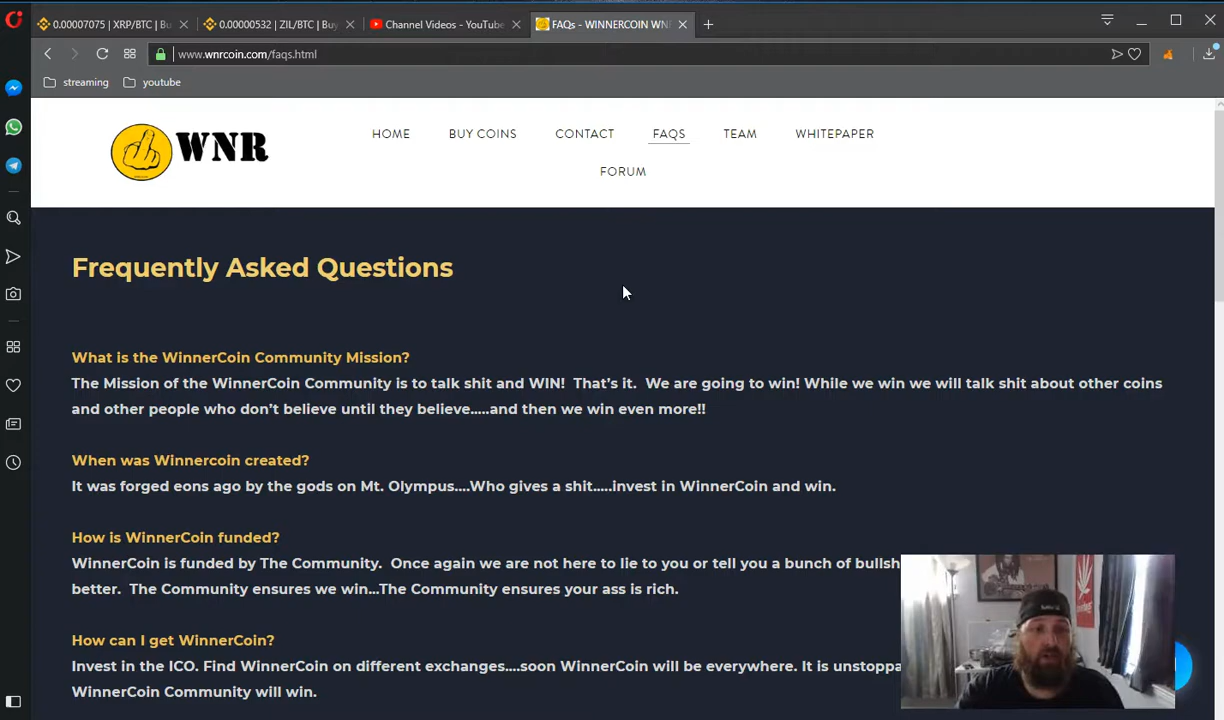 0.00007075 | XRP/BTC | Bu
0.00000532 | ZIL/BTC | Bu
Channel Videos - YouTube
FAQs - WINNERCOIN WN
www.wnrcoin.com/faqs.html
streaming
youtube
WNR
HOME
BUY COINS
CONTACT
FAQS
TEAM
WHITEPAPER
FORUM
Frequently Asked Questions
What is the WinnerCoin Community Mission?
The Mission of the WinnerCoin Community is to talk shit and WIN! That's it. We are going to win! While we win we will talk shit about other coins
and other people who don't believe until they believe.....and then we win even more!!
When was Winnercoin created?
It was forged eons ago by the gods on Mt. Olympus....Who gives a shit.....invest in WinnerCoin and win.
How is WinnerCoin funded?
WinnerCoin is funded by The Community. Once again we are not here to lie to you or tell you a bunch of bullsh
better. The Community ensures we win...The Community ensures your ass is rich.
How can I get WinnerCoin?
Invest in the ICO. Find WinnerCoin on different exchanges....soon WinnerCoin will be everywhere. It is unstoppa
WinnerCoin Community will win.